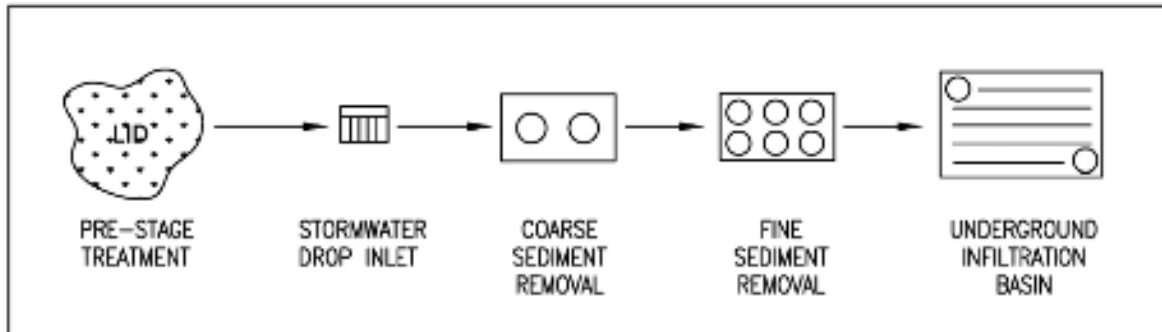 LID
PRE-STAGE
TREATMENT
STORMWATER
DROP INLET
COARSE
SEDIMENT
REMOVAL
FINE
SEDIMENT
REMOVAL
UNDERGROUND
INFILTRATION
BASIN